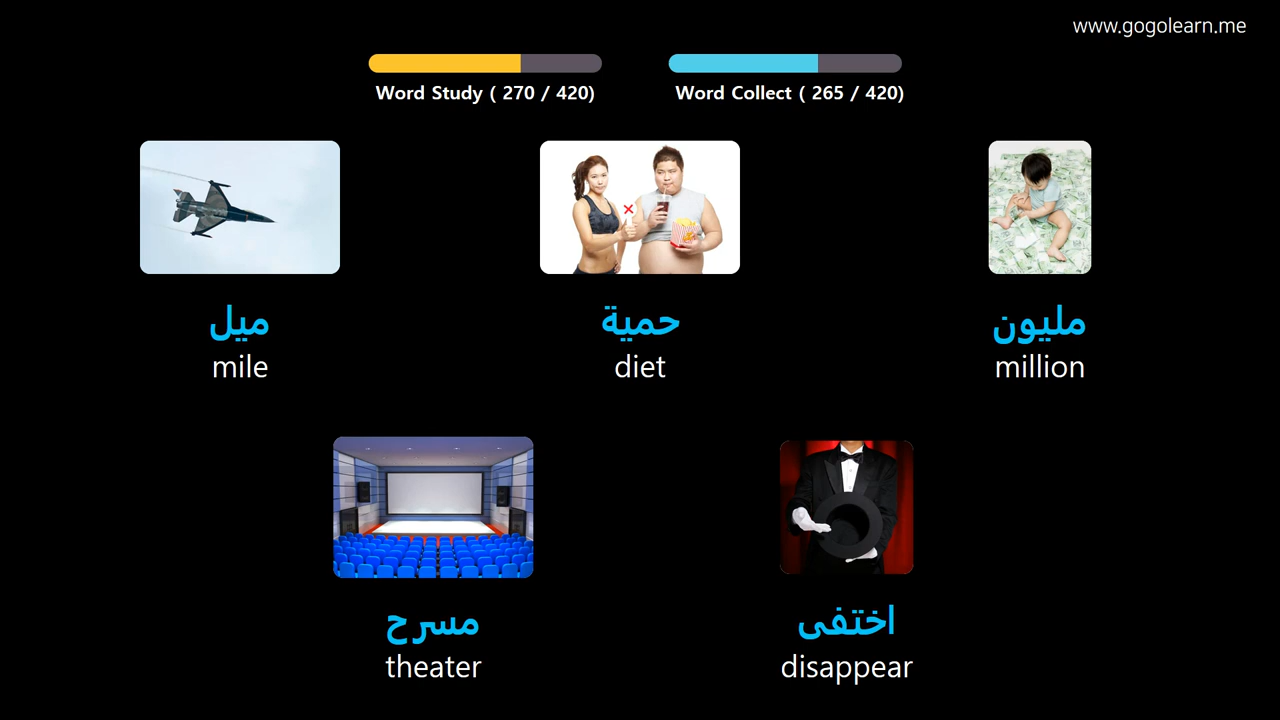 www.gogolearn.me
Word Study ( 270 / 420)
Word Collect ( 265 / 420)
ميل
mile
حمية
diet
مليون
million
مسرح
theater
اختفى
disappear